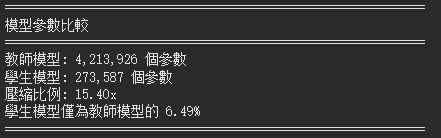 模型參數比較
教師模型: 4,213,926 個參數
學生模型: 273,587 個參數
壓縮比例: 15.40x
學生模型僅為教師模型的 6.49%